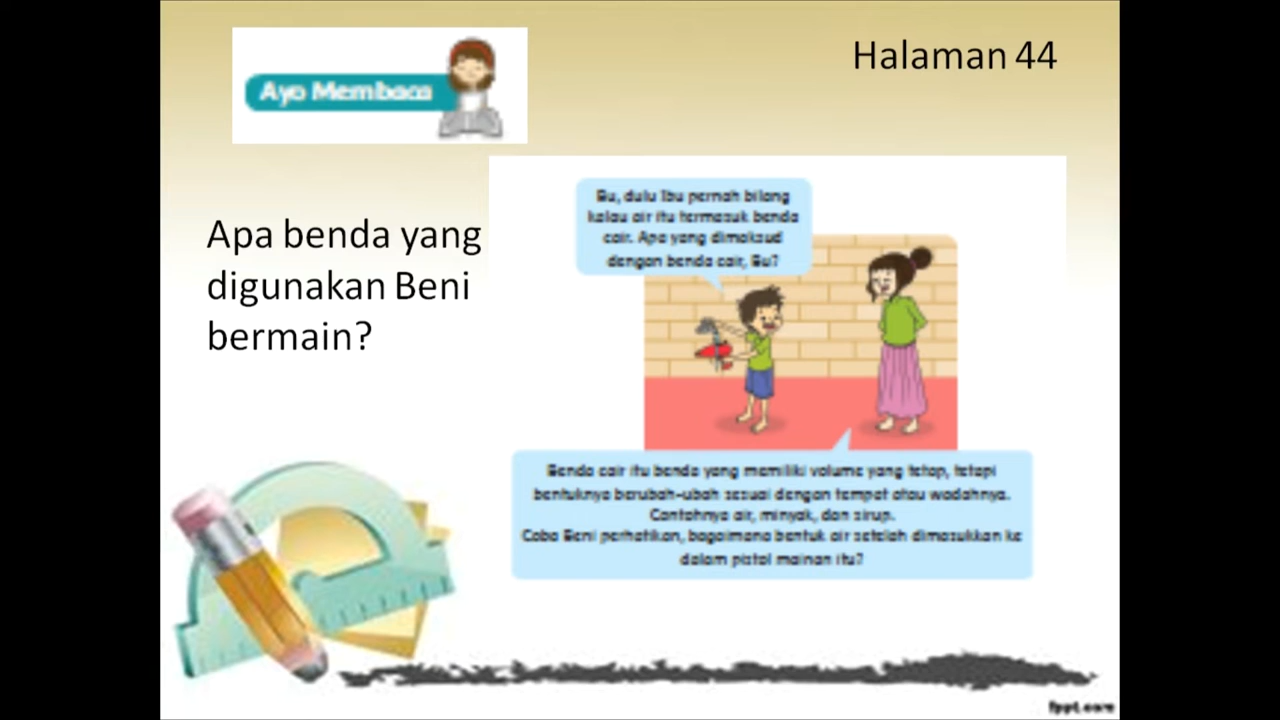 Halaman 44
Ayo Membaca
Apa benda yang
digunakan Beni
bermain?
Bu, dulu Ibu pernah bilang
kalau air itu termasuk benda
cair. Apa yang dimaksud
dengan benda cair, Bu?
Benda cair itu benda yang memiliki volume yang tetap, tetapi
bentuknya berubah-ubah sesuai dengan tempat atau wadahnya.
Contohnya air, minyak, dan sirup.
Coba Beni perhatikan, bagaimana bentuk air setelah dimasukkan ke
dalam pistol mainan itu?
fppt.com